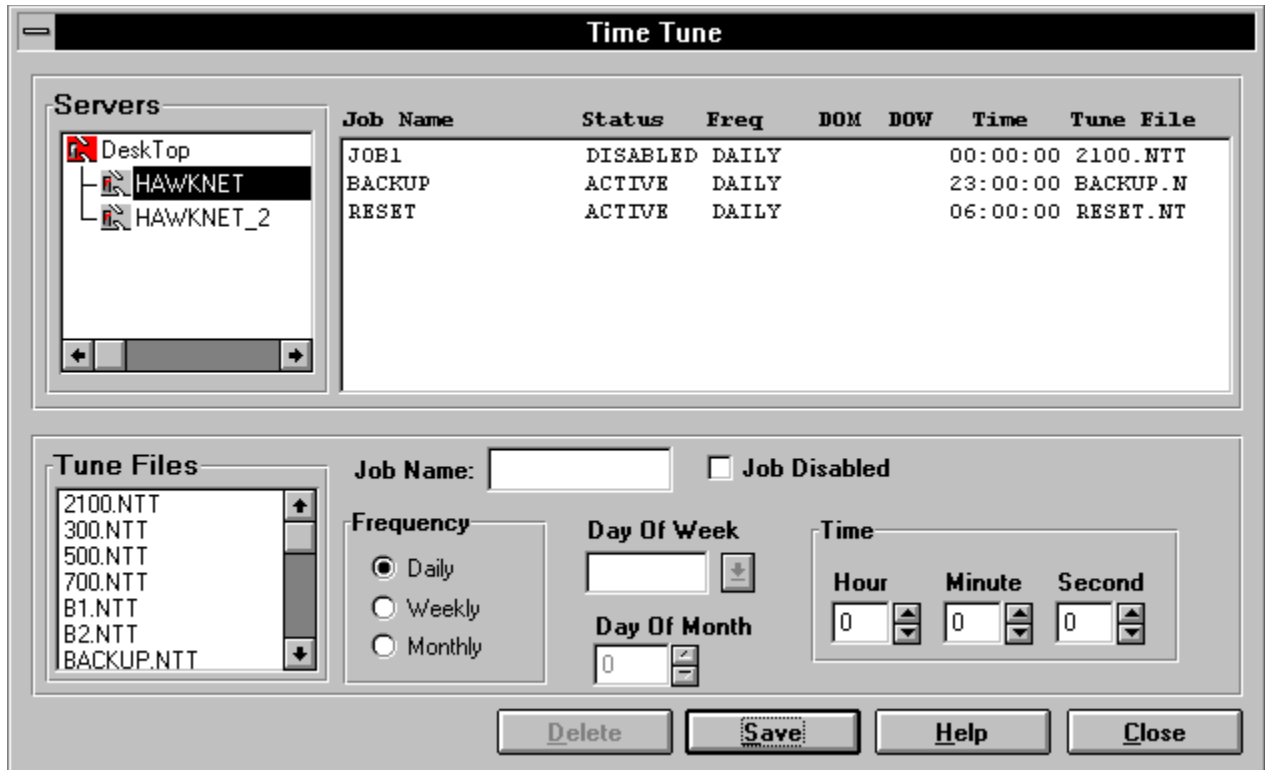 Time Tune
Servers
DeskTop
HAWKNET
HAWKNET_2
Job Name Status Freq DOM DOW Time Tune File
JOB1 DISABLED DAILY 00:00:00 2100.NTT
BACKUP ACTIVE DAILY 23:00:00 BACKUP.N
RESET ACTIVE DAILY 06:00:00 RESET.NT
Tune Files
2100.NTT
300.NTT
500.NTT
700.NTT
B1.NTT
B2.NTT
BACKUP.NTT
Job Name:
Job Disabled
Frequency
Daily
Weekly
Monthly
Day Of Week
Day Of Month
0
Time
Hour Minute Second
0 0 0
Delete Save Help Close